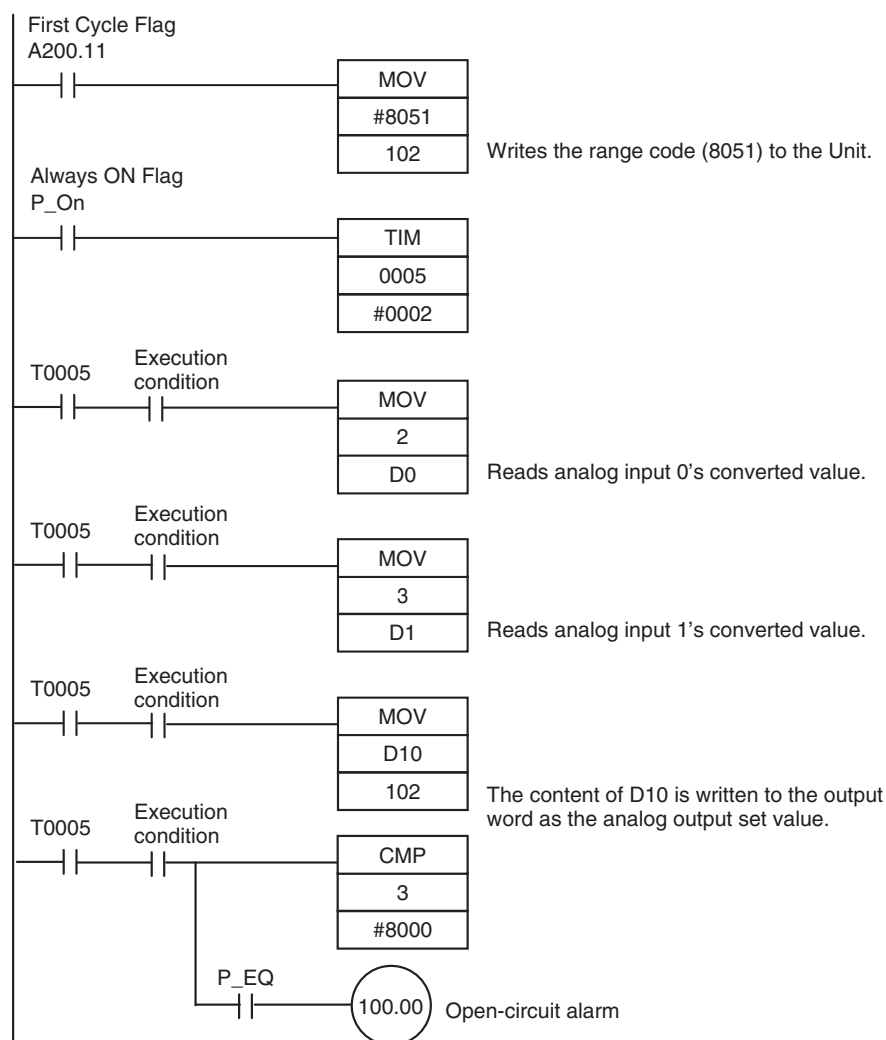 First Cycle Flag
A200.11
MOV
#8051
102
Writes the range code (8051) to the Unit.
Always ON Flag
P_On
TIM
0005
#0002
T0005
Execution
condition
MOV
2
D0
Reads analog input 0's converted value.
T0005
Execution
condition
MOV
3
D1
Reads analog input 1's converted value.
T0005
Execution
condition
MOV
D10
102
The content of D10 is written to the output
word as the analog output set value.
T0005
Execution
condition
CMP
3
#8000
P_EQ
100.00
Open-circuit alarm